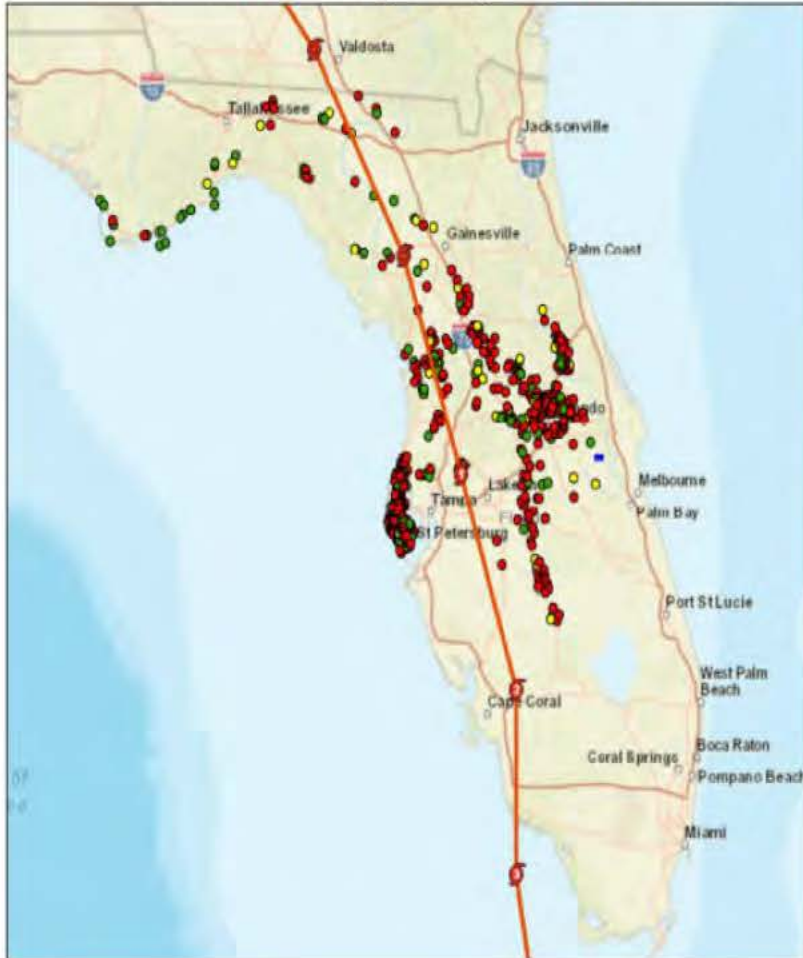 Valdosta
10
Tallahassee
Jacksonville
Gainesville
Palm Coast
Melbourne
Tampa
Palm Bay
St Petersburg
Port St Lucie
West Palm
Beach
Cape Coral
Boca Raton
Coral Springs
Pompano Beach
Miami